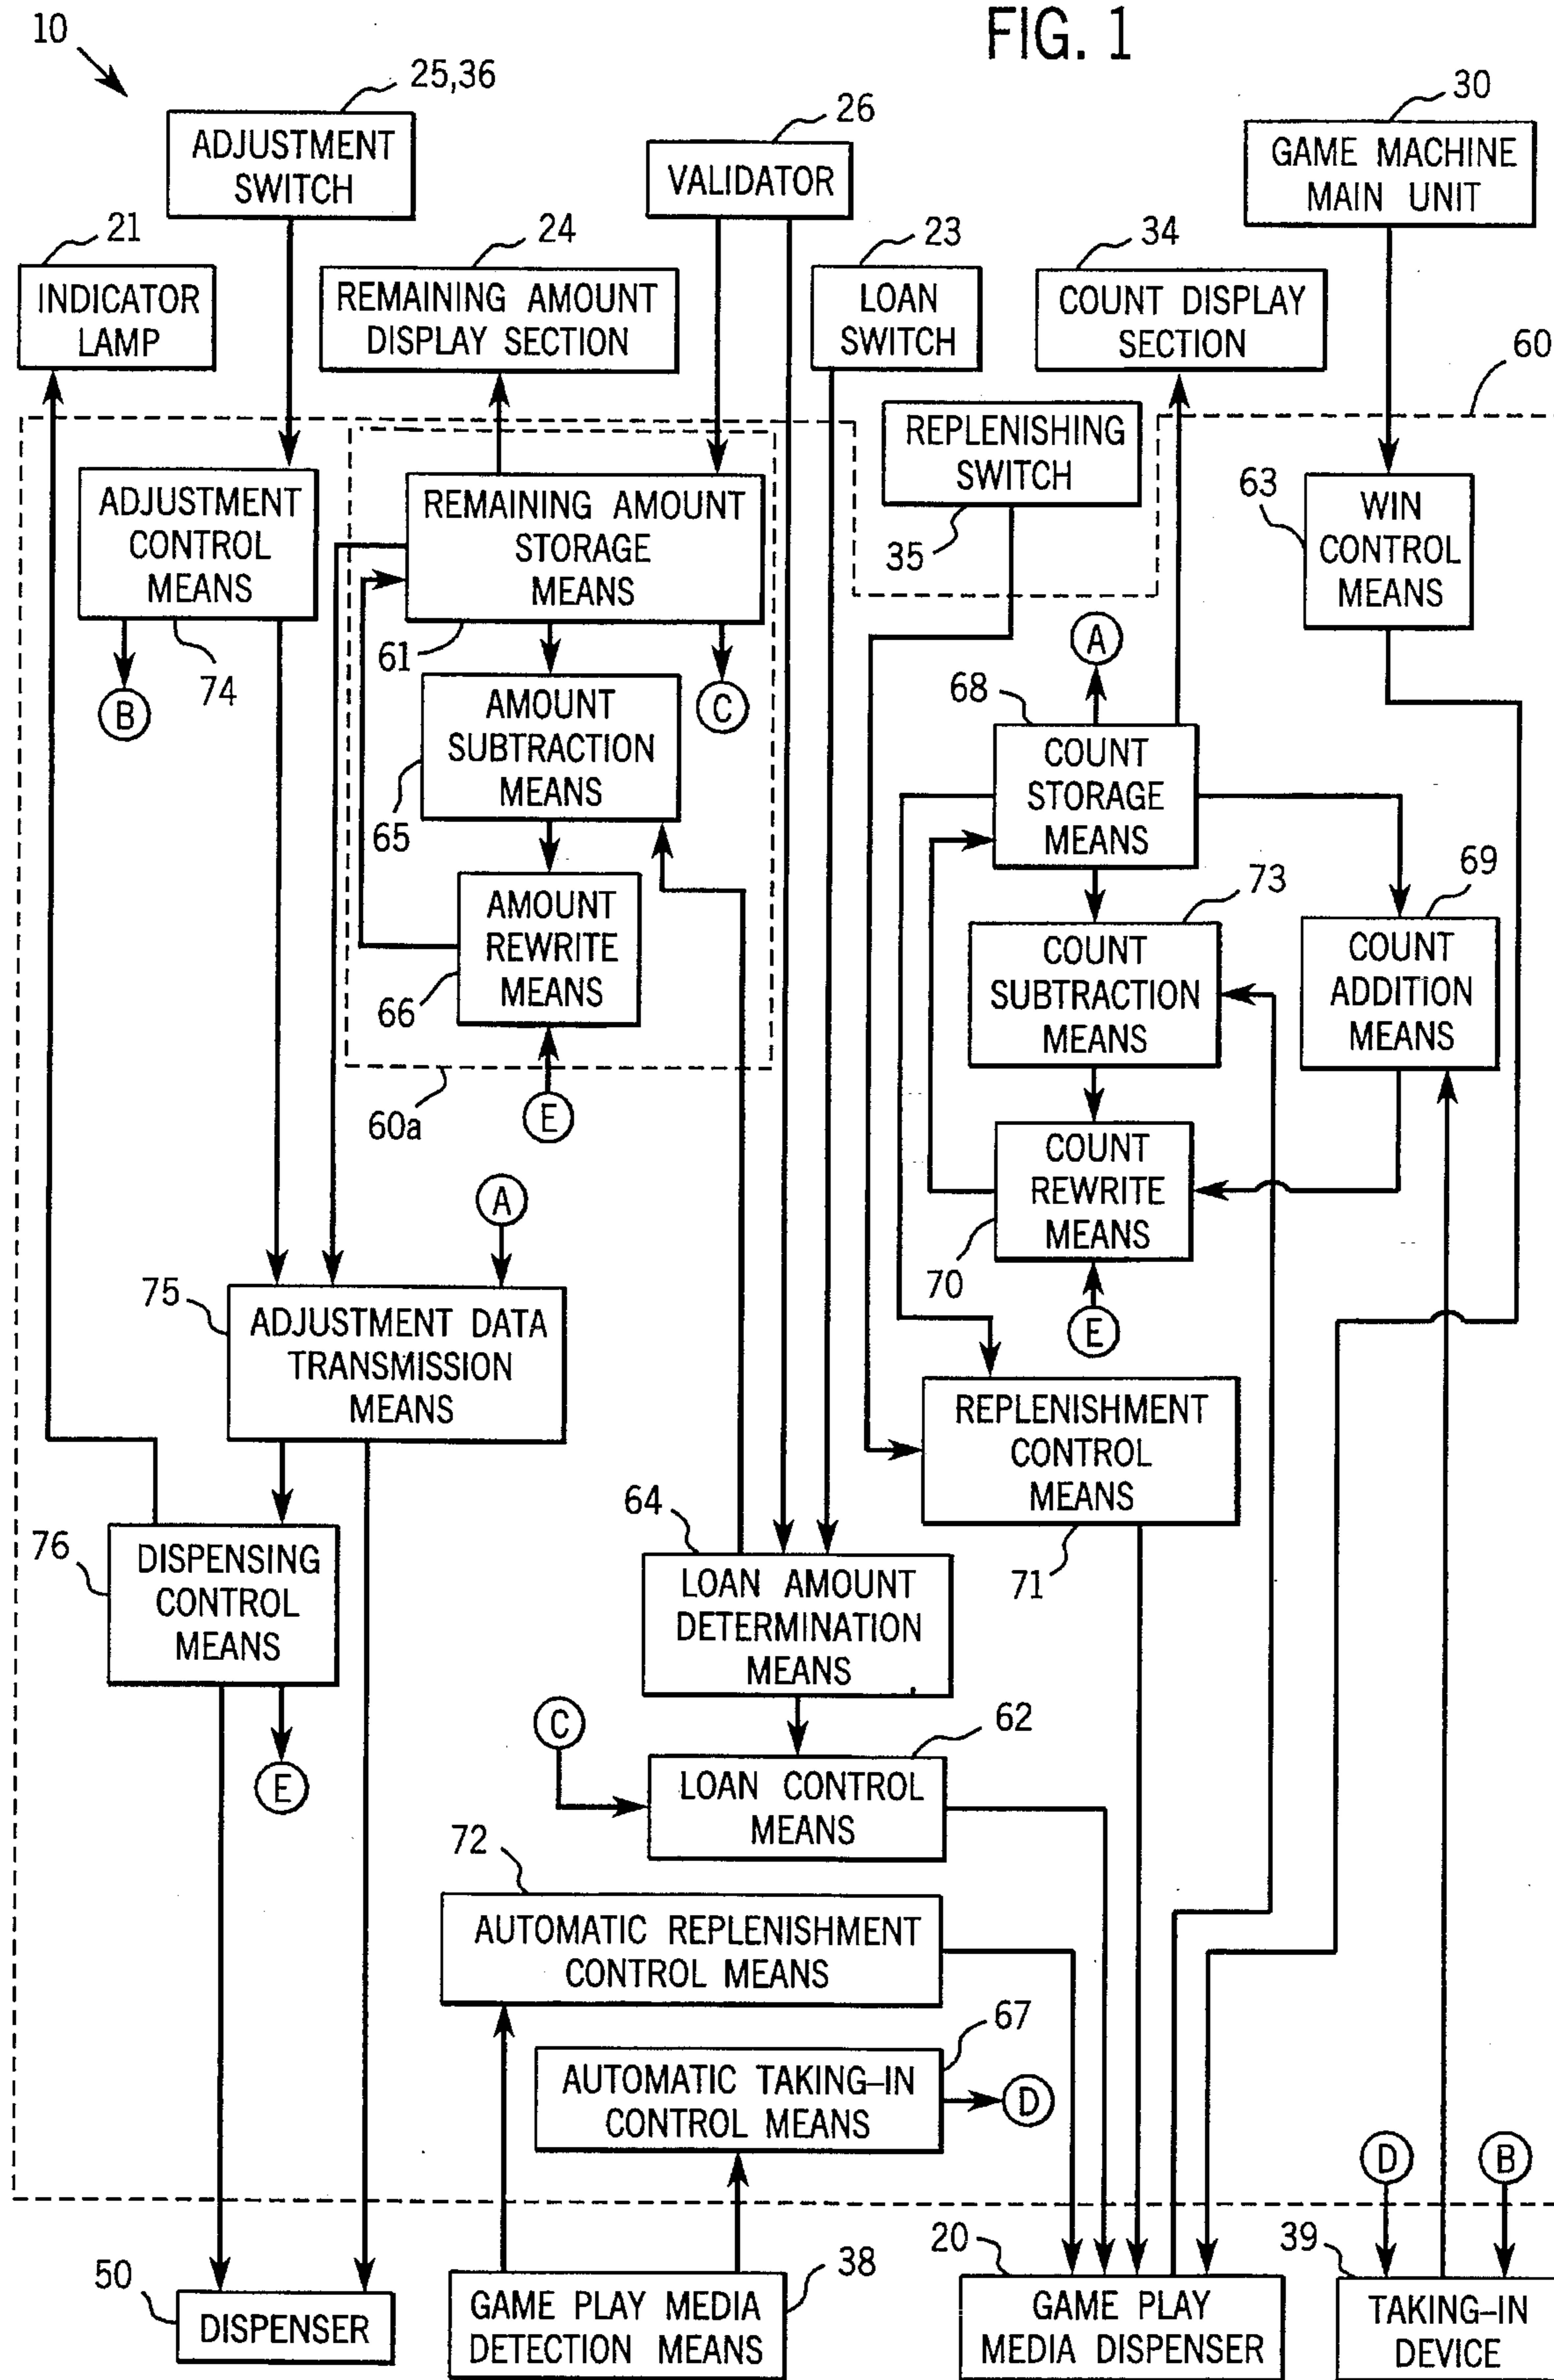 FIG. 1
10
25,36
ADJUSTMENT
SWITCH
26
VALIDATOR
30
GAME MACHINE
MAIN UNIT
21
INDICATOR
LAMP
24
REMAINING AMOUNT
DISPLAY SECTION
23
LOAN
SWITCH
34
COUNT DISPLAY
SECTION
60
REPLENISHING
SWITCH
35
ADJUSTMENT
CONTROL
MEANS
74
B
REMAINING AMOUNT
STORAGE
MEANS
61
C
63
WIN
CONTROL
MEANS
AMOUNT
SUBTRACTION
MEANS
65
A
68
COUNT
STORAGE
MEANS
AMOUNT
REWRITE
MEANS
66
73
COUNT
SUBTRACTION
MEANS
69
COUNT
ADDITION
MEANS
60a
E
COUNT
REWRITE
MEANS
70
E
A
75
ADJUSTMENT DATA
TRANSMISSION
MEANS
REPLENISHMENT
CONTROL
MEANS
71
76
DISPENSING
CONTROL
MEANS
E
64
LOAN AMOUNT
DETERMINATION
MEANS
C
62
LOAN CONTROL
MEANS
72
AUTOMATIC REPLENISHMENT
CONTROL MEANS
67
AUTOMATIC TAKING–IN
CONTROL MEANS
D
D
B
50
DISPENSER
38
GAME PLAY MEDIA
DETECTION MEANS
20
GAME PLAY
MEDIA DISPENSER
39
TAKING–IN
DEVICE